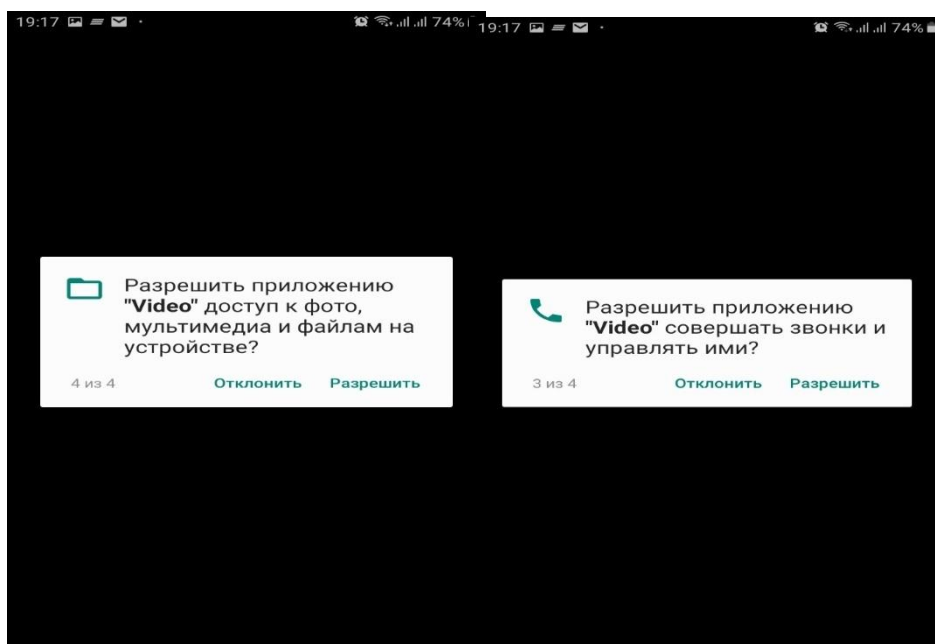 19:17
74%
Разрешить приложению
"Video" доступ к фото,
мультимедиа и файлам на
устройстве?
4 из 4 Отклонить Разрешить
19:17
74%
Разрешить приложению
"Video" совершать звонки и
управлять ими?
3 из 4 Отклонить Разрешить